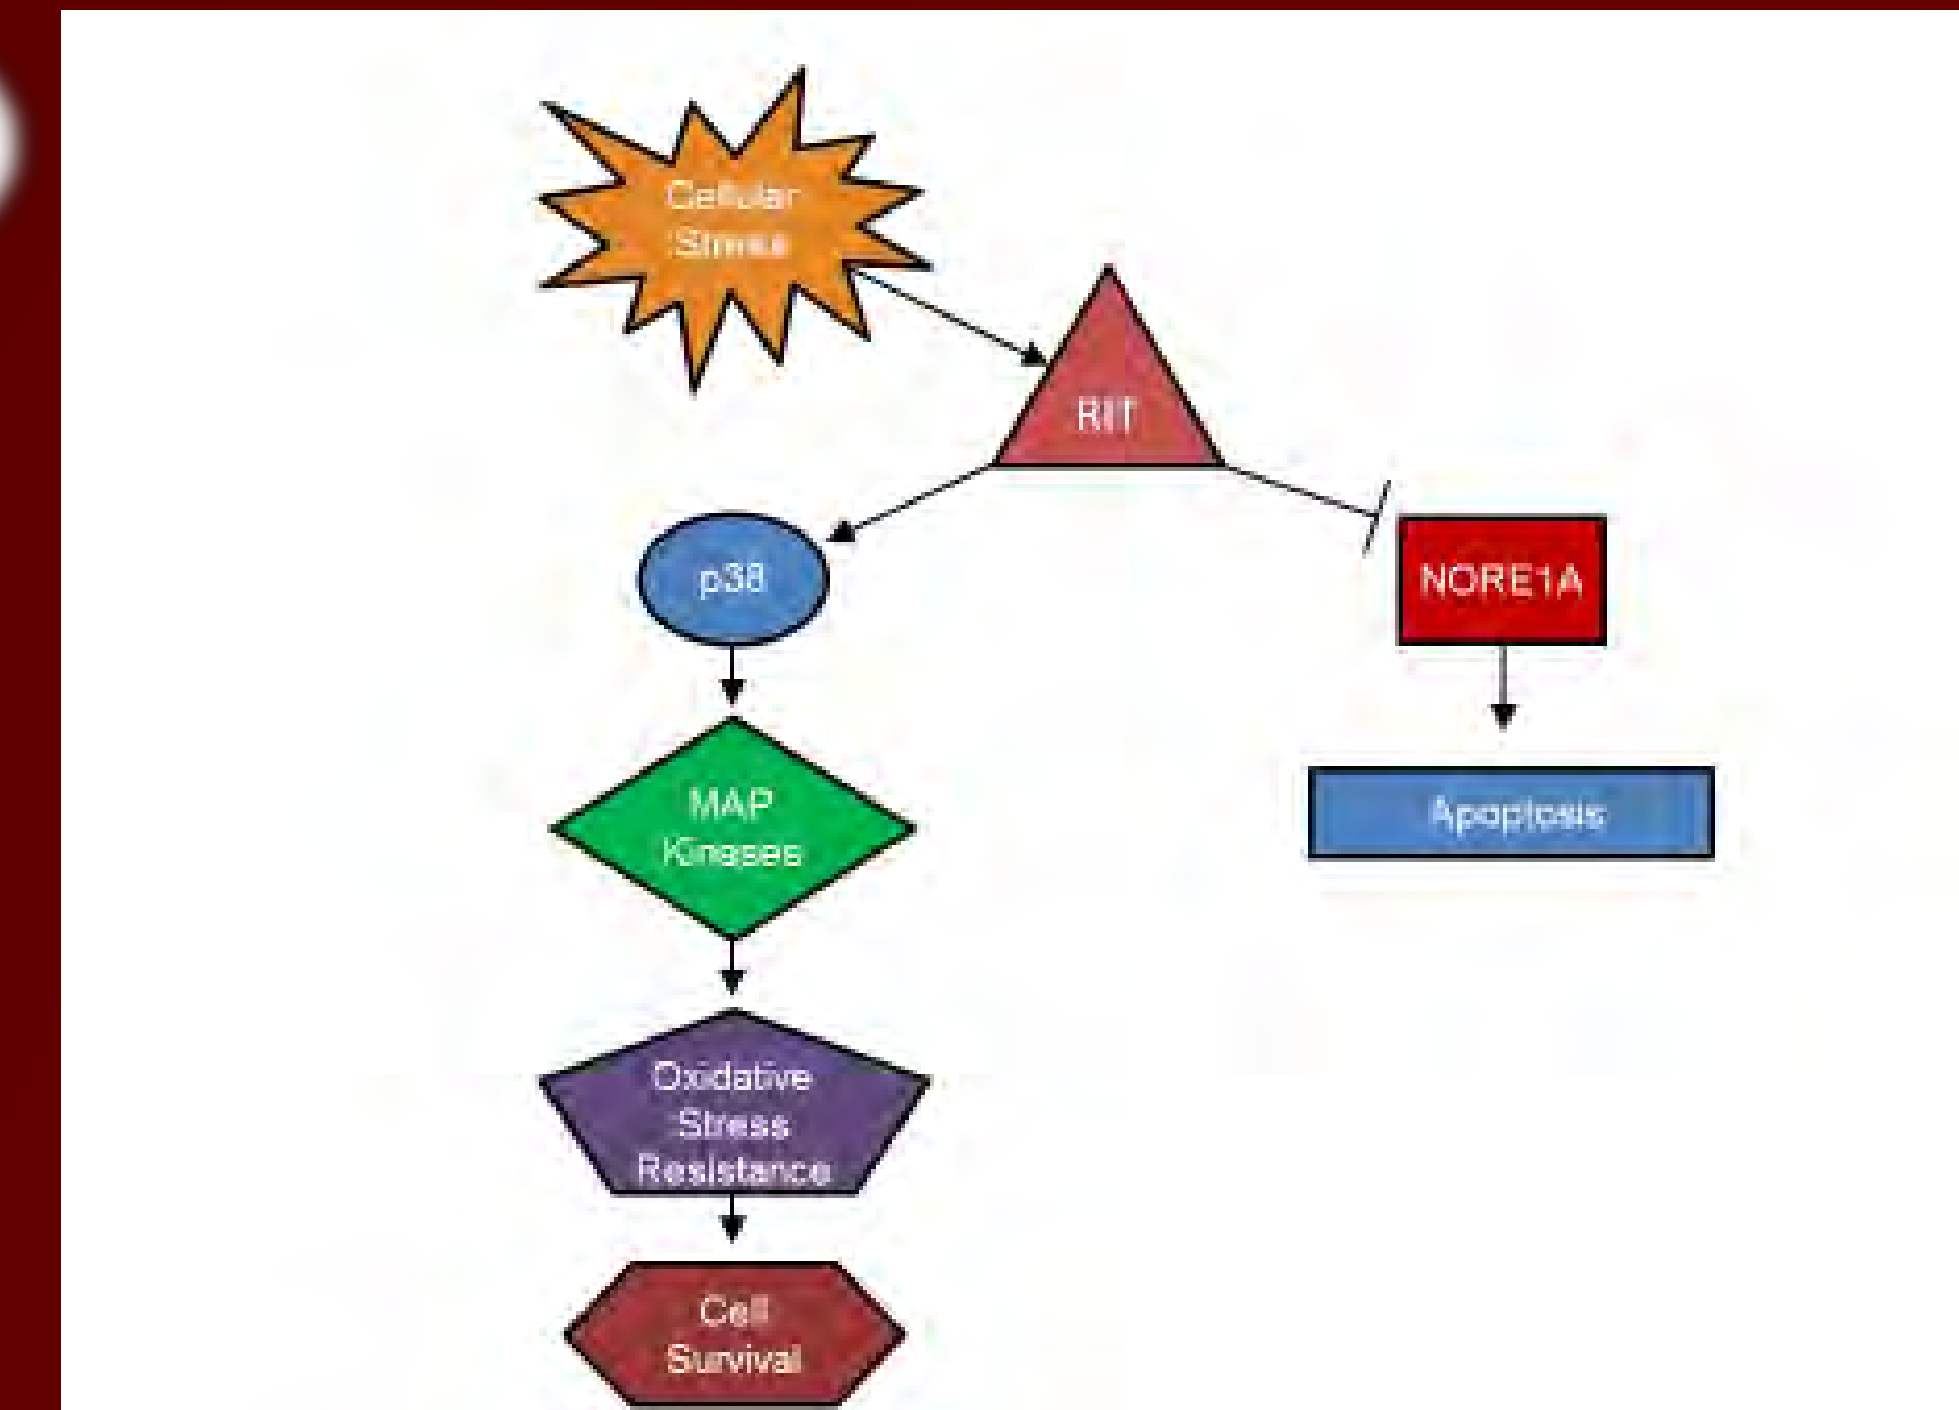 Cellular
Stress
RIT
p38
NORE1A
MAP
Kinases
Apoptosis
Oxidative
Stress
Resistance
Cell
Survival